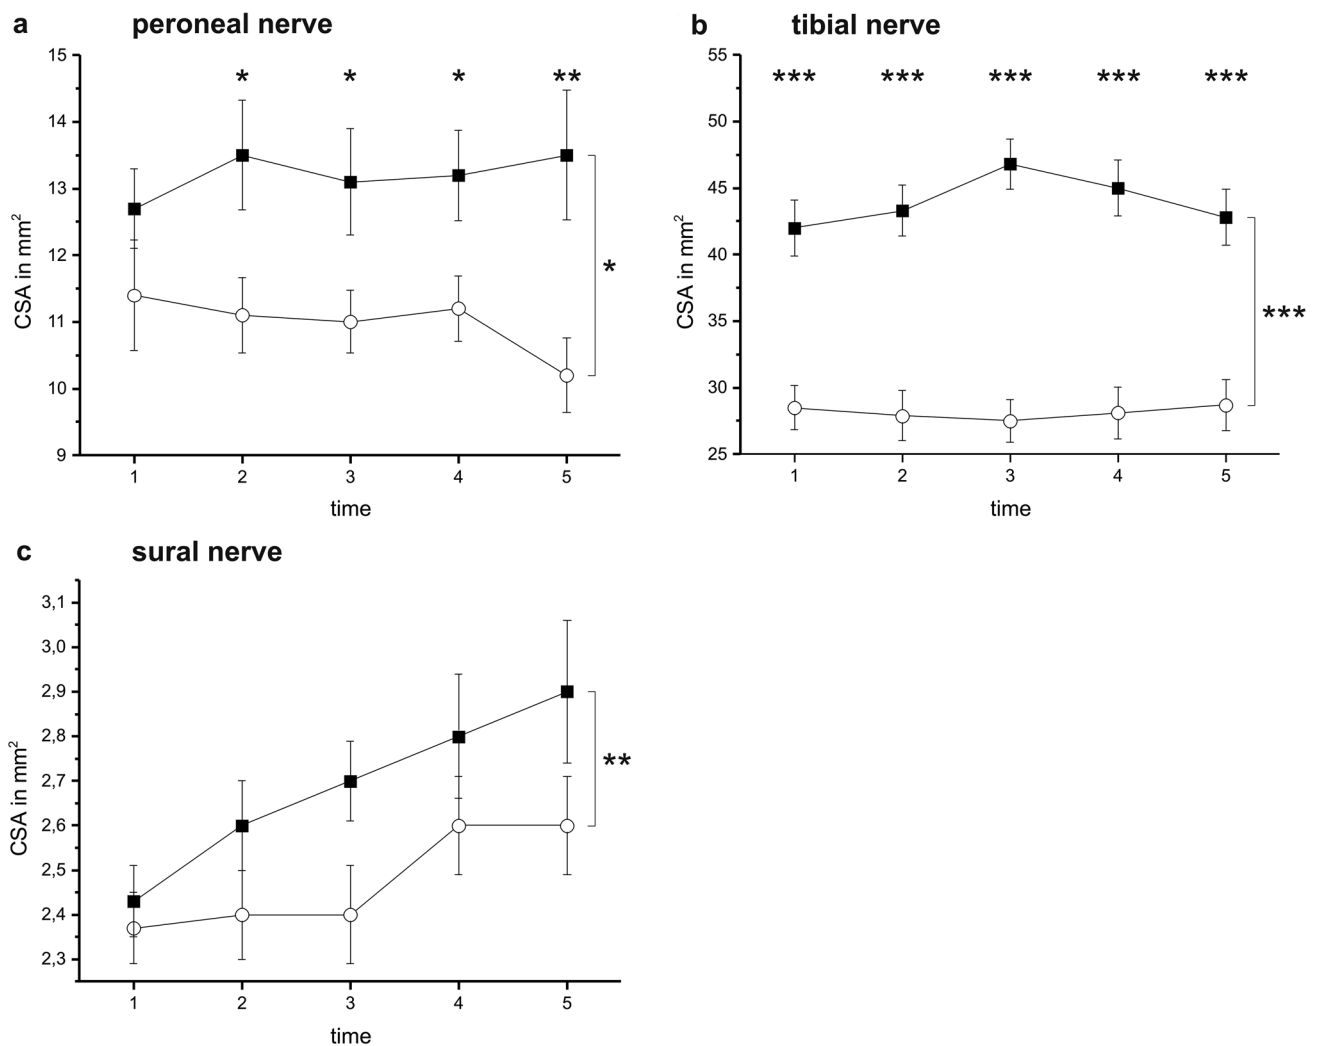 a peroneal nerve
15
14
13
12
11
10
9
CSA in mm²
* * * **
*
1 2 3 4 5
time
b tibial nerve
55
50
45
40
35
30
25
CSA in mm²
*** *** *** *** ***
***
1 2 3 4 5
time
c sural nerve
3,1
3,0
2,9
2,8
2,7
2,6
2,5
2,4
2,3
CSA in mm²
**
1 2 3 4 5
time